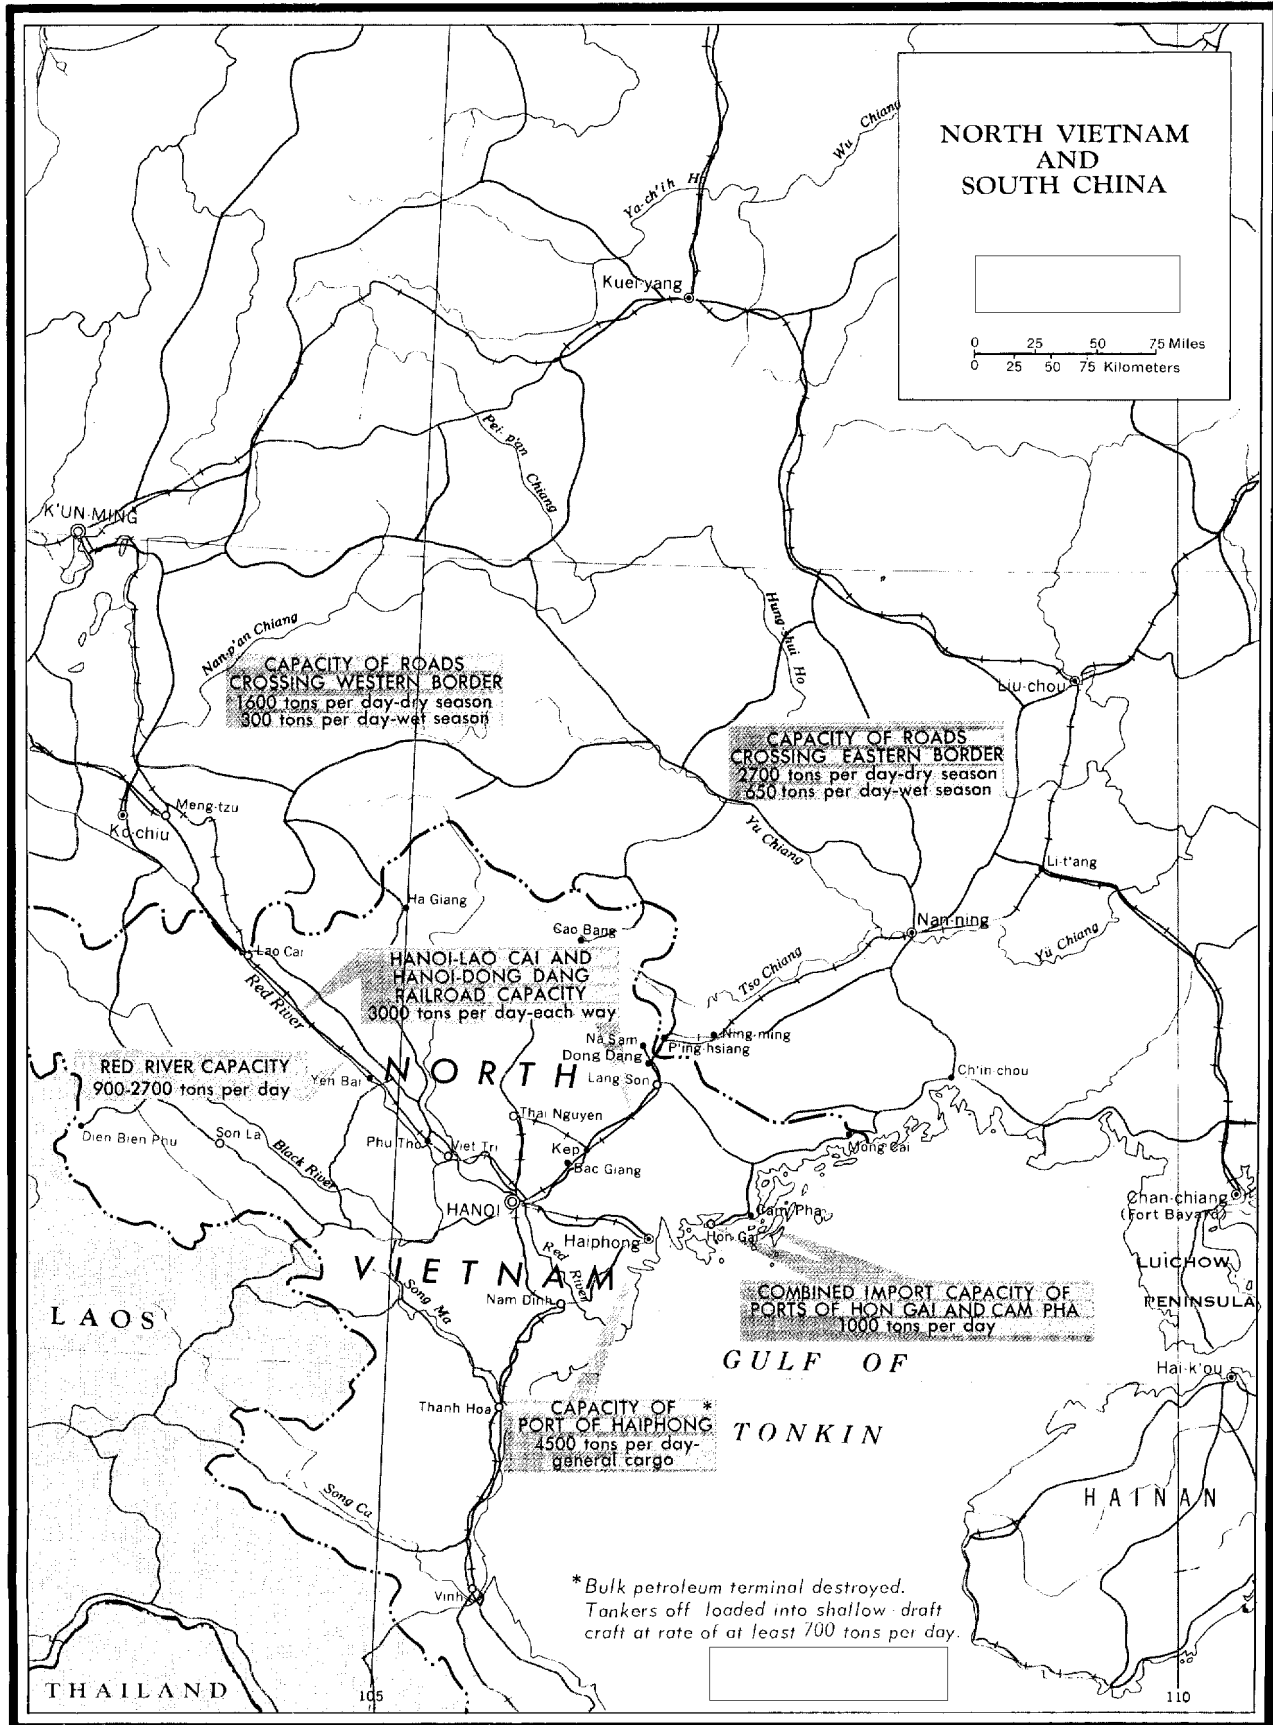 NORTH VIETNAM
AND
SOUTH CHINA
0 25 50 75 Miles
0 25 50 75 Kilometers
Wu Chiang
Ya-ch'ih H
Kuei-yang
Pei-p'an Chiang
K'UN-MING
Nan-p'an Chiang
Hung-shui Ho
CAPACITY OF ROADS
CROSSING WESTERN BORDER
1600 tons per day-dry season
300 tons per day-wet season
Liu-chou
CAPACITY OF ROADS
CROSSING EASTERN BORDER
2700 tons per day-dry season
650 tons per day-wet season
Meng-tzu
Ko-chiu
Yu Chiang
Li-t'ang
Ha Giang
Nan-ning
Cao Bang
Yü Chiang
Lao Cai
HANOI-LAO CAI AND
HANOI-DONG DANG
RAILROAD CAPACITY
3000 tons per day-each way
Tso Chiang
Red River
Na Sam
Ning-ming
P'ing-hsiang
Dong Dang
Lang Son
RED RIVER CAPACITY
900-2700 tons per day
NORTH
Yen Bai
Ch'in-chou
Thai Nguyen
Dien Bien Phu
Son La
Black River
Phu Tho
Viet Tri
Kep
Bac Giang
Mong Cai
HANOI
Cam Pha
Chan-chiang
(Fort Bayard)
Haiphong
Hon Gai
Red River
LUICHOW
PENINSULA
VIETNAM
Song Ma
Nam Dinh
COMBINED IMPORT CAPACITY OF
PORTS OF HON GAI AND CAM PHA
1000 tons per day
LAOS
GULF OF
TONKIN
Hai-k'ou
Thanh Hoa
CAPACITY OF *
PORT OF HAIPHONG
4500 tons per day-
general cargo
HAINAN
Song Ca
Vinh
*Bulk petroleum terminal destroyed.
Tankers off loaded into shallow-draft
craft at rate of at least 700 tons per day.
THAILAND
105
110